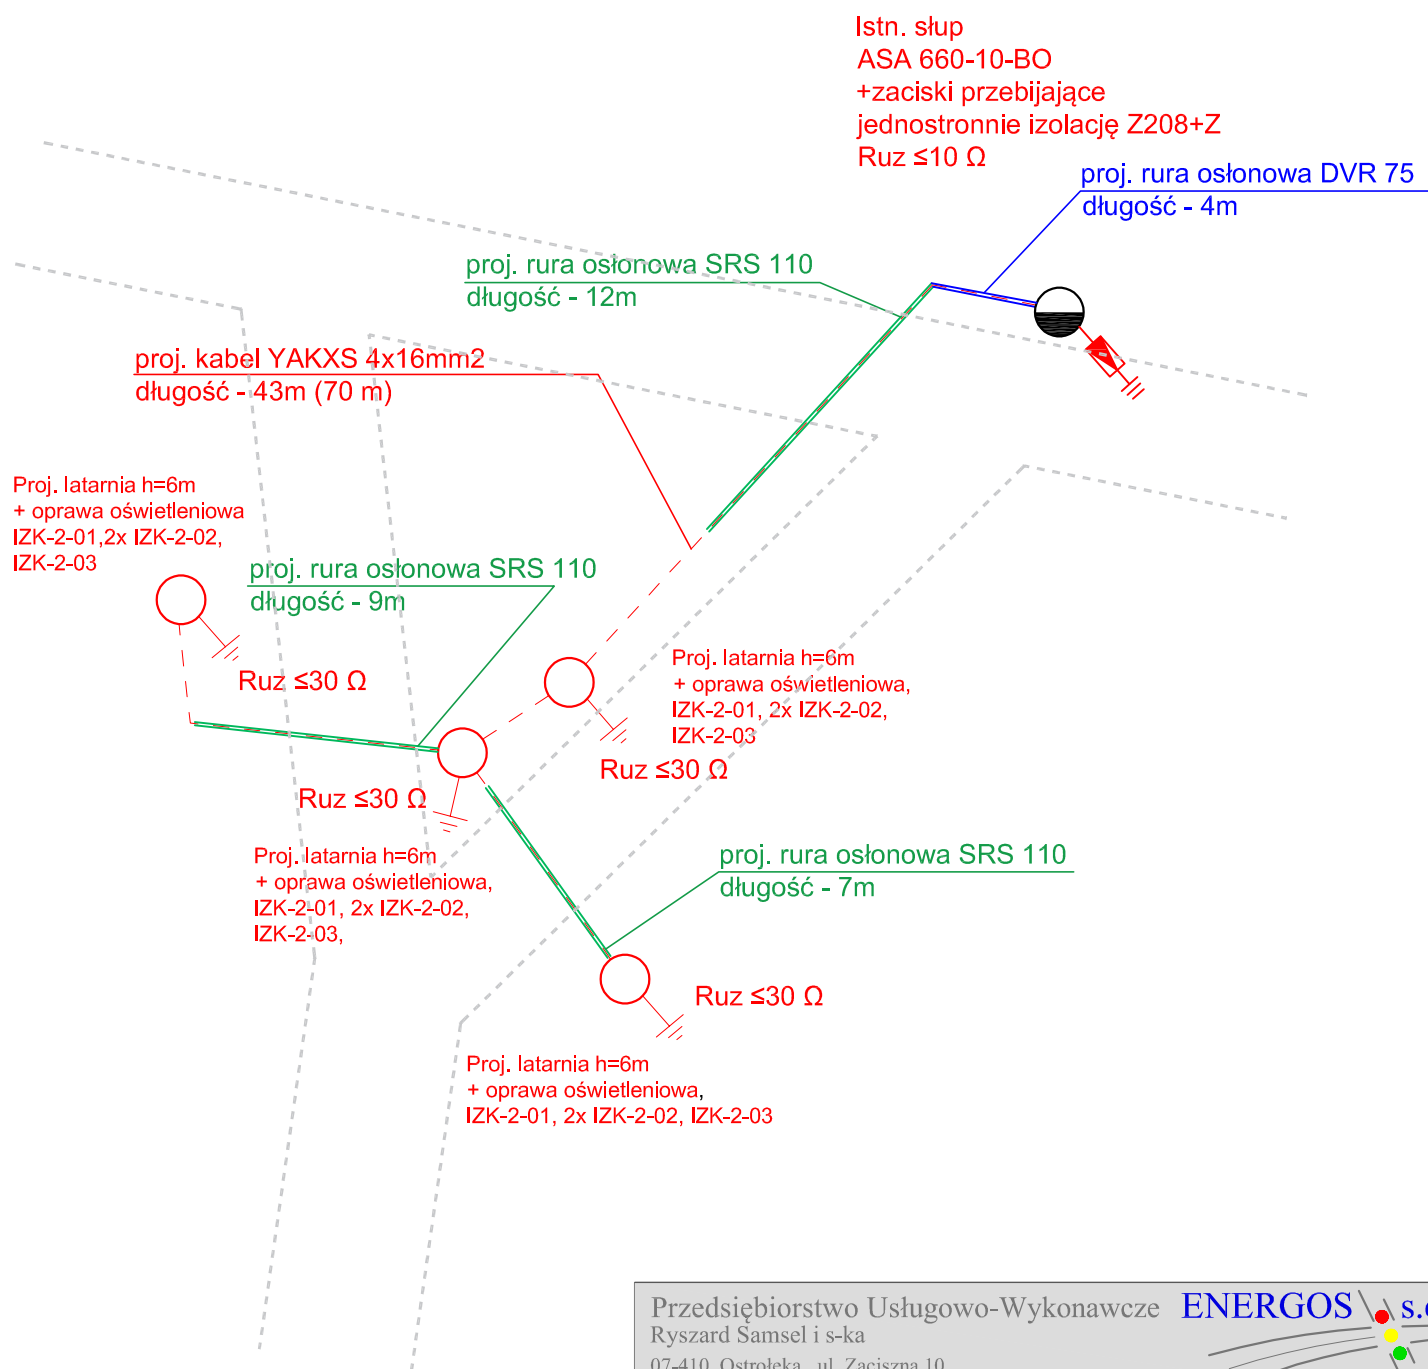 Istn. słup
ASA 660-10-BO
+zaciski przebijające
jednostronnie izolację Z208+Z
Ruz ≤10 Ω
proj. rura osłonowa DVR 75
długość - 4m
proj. rura osłonowa SRS 110
długość - 12m
proj. kabel YAKXS 4x16mm2
długość - 43m (70 m)
Proj. latarnia h=6m
+ oprawa oświetleniowa
IZK-2-01,2x IZK-2-02,
IZK-2-03
proj. rura osłonowa SRS 110
długość - 9m
Ruz ≤30 Ω
Proj. latarnia h=6m
+ oprawa oświetleniowa,
IZK-2-01, 2x IZK-2-02,
IZK-2-03
Ruz ≤30 Ω
Ruz ≤30 Ω
Proj. latarnia h=6m
+ oprawa oświetleniowa,
IZK-2-01, 2x IZK-2-02,
IZK-2-03,
proj. rura osłonowa SRS 110
długość - 7m
Ruz ≤30 Ω
Proj. latarnia h=6m
+ oprawa oświetleniowa,
IZK-2-01, 2x IZK-2-02, IZK-2-03
Przedsiębiorstwo Usługowo-Wykonawcze ENERGOS s.c
Ryszard Samsel i s-ka
07-410 Ostrołęka ul. Zaciszna 10